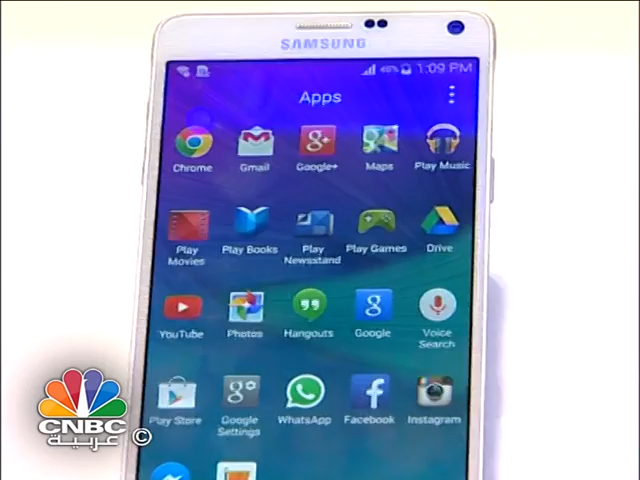 SAMSUNG
1:09 PM
Apps
Chrome
Gmail
Google+
Maps
Play Music
Play Movies
Play Books
Play Newsstand
Play Games
Drive
YouTube
Photos
Hangouts
Google
Voice Search
Play Store
Google Settings
WhatsApp
Facebook
Instagram
CNBC
عربية ©